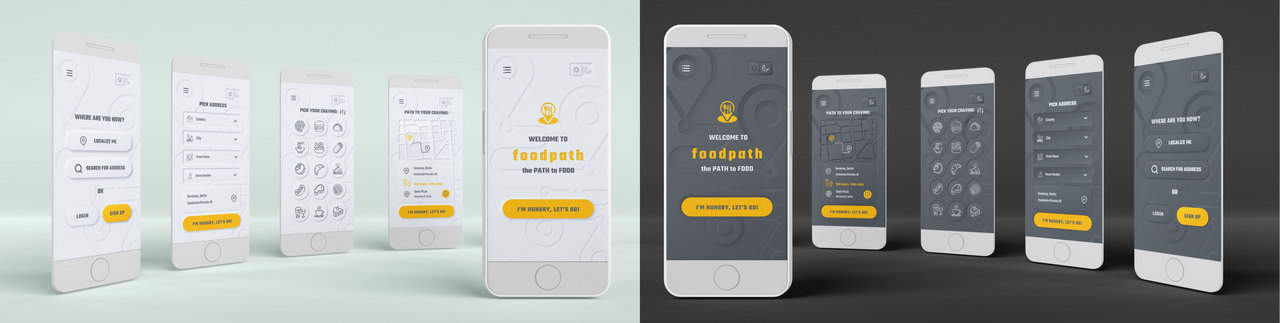 WHERE ARE YOU NOW?
LOCALIZE ME
SEARCH FOR ADDRESS
OR
LOGIN
SIGN UP
PICK ADDRESS
Country
City
Street Name
Street Number
Germany, Berlin
I'M HUNGRY, LET'S GO!
PICK YOUR CRAVING:
PATH TO YOUR CRAVING:
Germany, Berlin
I'M HUNGRY, LET'S GO!
WELCOME TO
foodpath
the PATH to FOOD
I'M HUNGRY, LET'S GO!
WELCOME TO
foodpath
the PATH to FOOD
I'M HUNGRY, LET'S GO!
PATH TO YOUR CRAVING:
Germany, Berlin
I'M HUNGRY, LET'S GO!
PICK YOUR CRAVING:
PICK ADDRESS
Country
City
Street Name
Street Number
Germany, Berlin
I'M HUNGRY, LET'S GO!
WHERE ARE YOU NOW?
LOCALIZE ME
SEARCH FOR ADDRESS
OR
LOGIN
SIGN UP